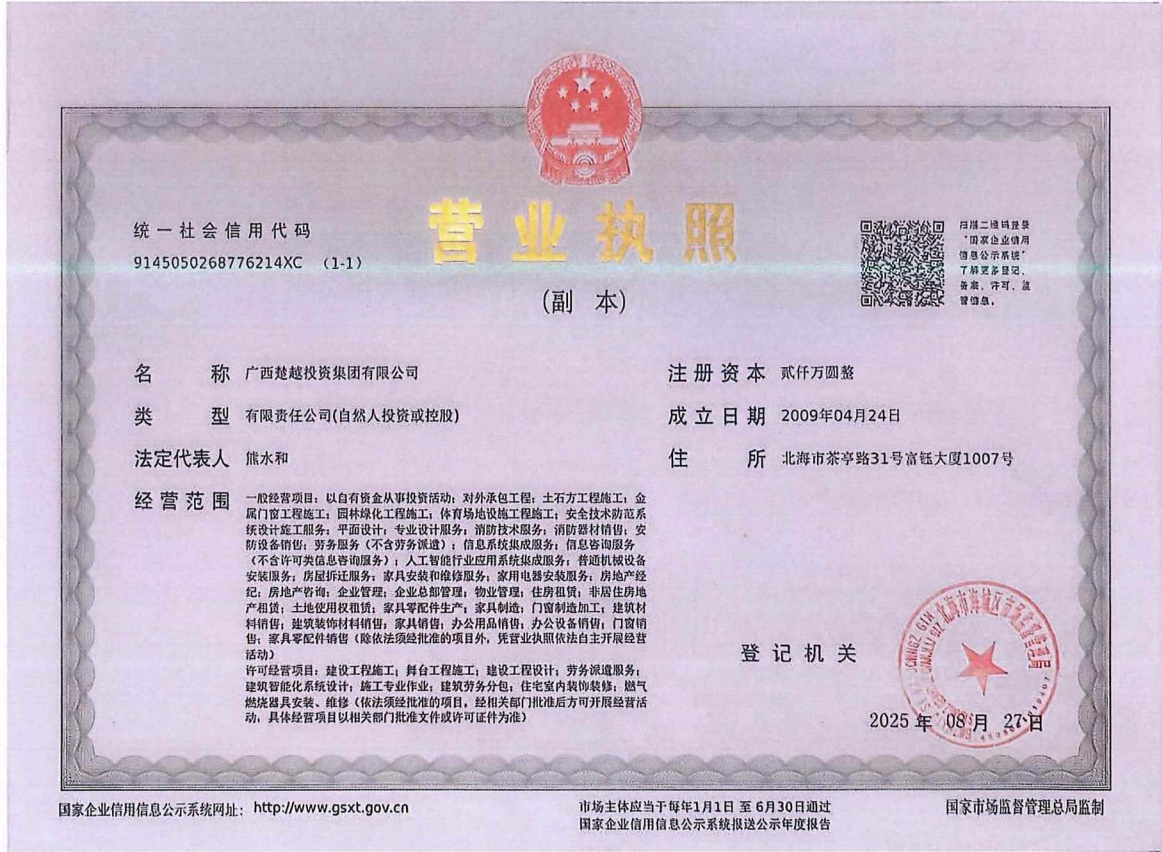 营业执照
(副 本)
统一社会信用代码
9145050268776214XC (1-1)
扫描二维码登录
"国家企业信用
信息公示系统"
了解更多登记、
备案、许可、监
管信息。
名 称 广西楚越投资集团有限公司
类 型 有限责任公司(自然人投资或控股)
法定代表人 熊水和
经营范围 一般经营项目：以自有资金从事投资活动；对外承包工程；土石方工程施工；金
属门窗工程施工；园林绿化工程施工；体育场地设施工程施工；安全技术防范系
统设计施工服务；平面设计；专业设计服务；消防技术服务；消防器材销售；安
防设备销售；劳务服务（不含劳务派遣）；信息系统集成服务；信息咨询服务
（不含许可类信息咨询服务）；人工智能行业应用系统集成服务；普通机械设备
安装服务；房屋拆迁服务；家具安装和维修服务；家用电器安装服务；房地产经
纪；房地产咨询；企业管理；企业总部管理；物业管理；住房租赁；非居住房地
产租赁；土地使用权租赁；家具零配件生产；家具制造；门窗制造加工；建筑材
料销售；建筑装饰材料销售；家具销售；办公用品销售；办公设备销售；门窗销
售；家具零配件销售（除依法须经批准的项目外，凭营业执照依法自主开展经营
活动）
许可经营项目：建设工程施工；舞台工程施工；建设工程设计；劳务派遣服务；
建筑智能化系统设计；施工专业作业；建筑劳务分包；住宅室内装饰装修；燃气
燃烧器具安装、维修（依法须经批准的项目，经相关部门批准后方可开展经营活
动，具体经营项目以相关部门批准文件或许可证件为准）
注册资本 贰仟万圆整
成立日期 2009年04月24日
住 所 北海市茶亭路31号富钰大厦1007号
登记机关
北海市海城区市场监督管理局
2025 年 08 月 27 日
国家企业信用信息公示系统网址：http://www.gsxt.gov.cn
市场主体应当于每年1月1日 至 6月30日通过
国家企业信用信息公示系统报送公示年度报告
国家市场监督管理总局监制